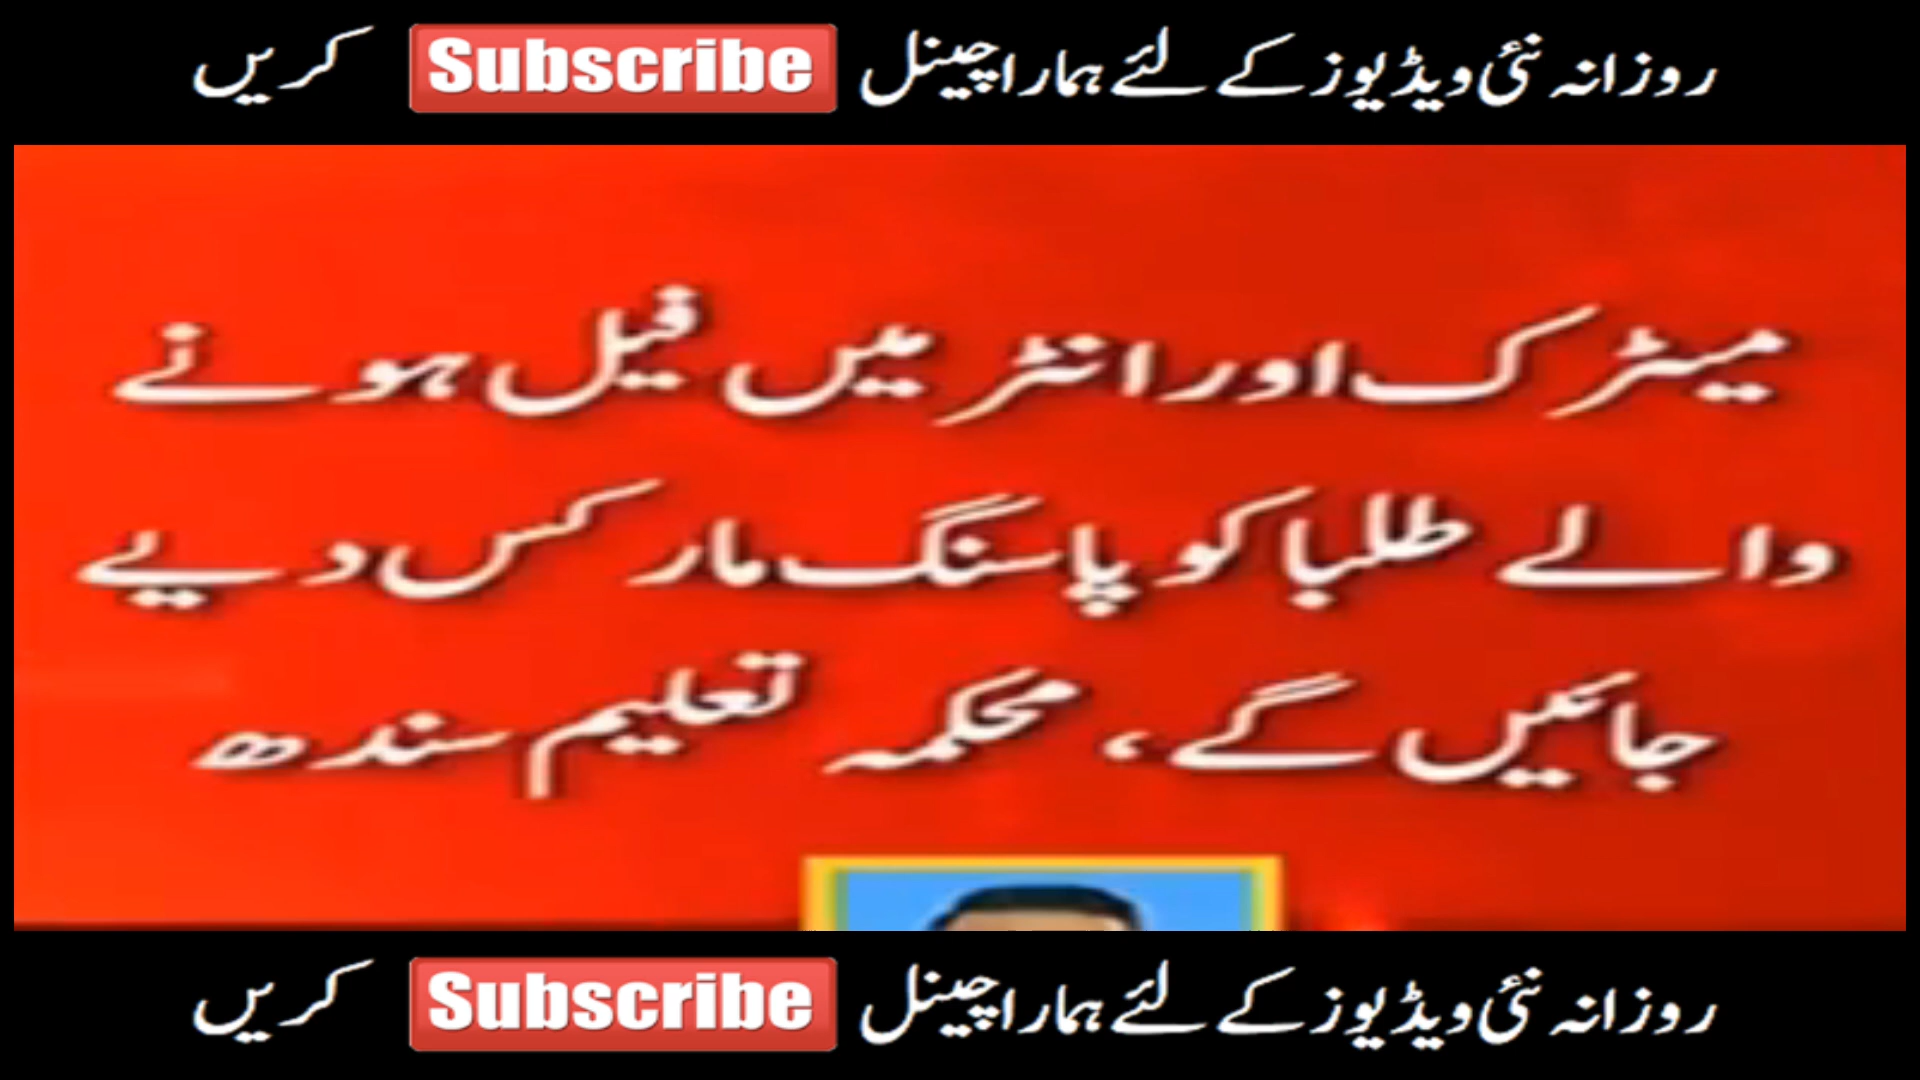 روزانہ نئی ویڈیوز کے لئے ہمارا چینل Subscribe کریں
میٹرک اور انٹر میں فیل ہونے
والے طلبا کو پاسنگ مارکس دیے
جائیں گے، محکمہ تعلیم سندھ
روزانہ نئی ویڈیوز کے لئے ہمارا چینل Subscribe کریں